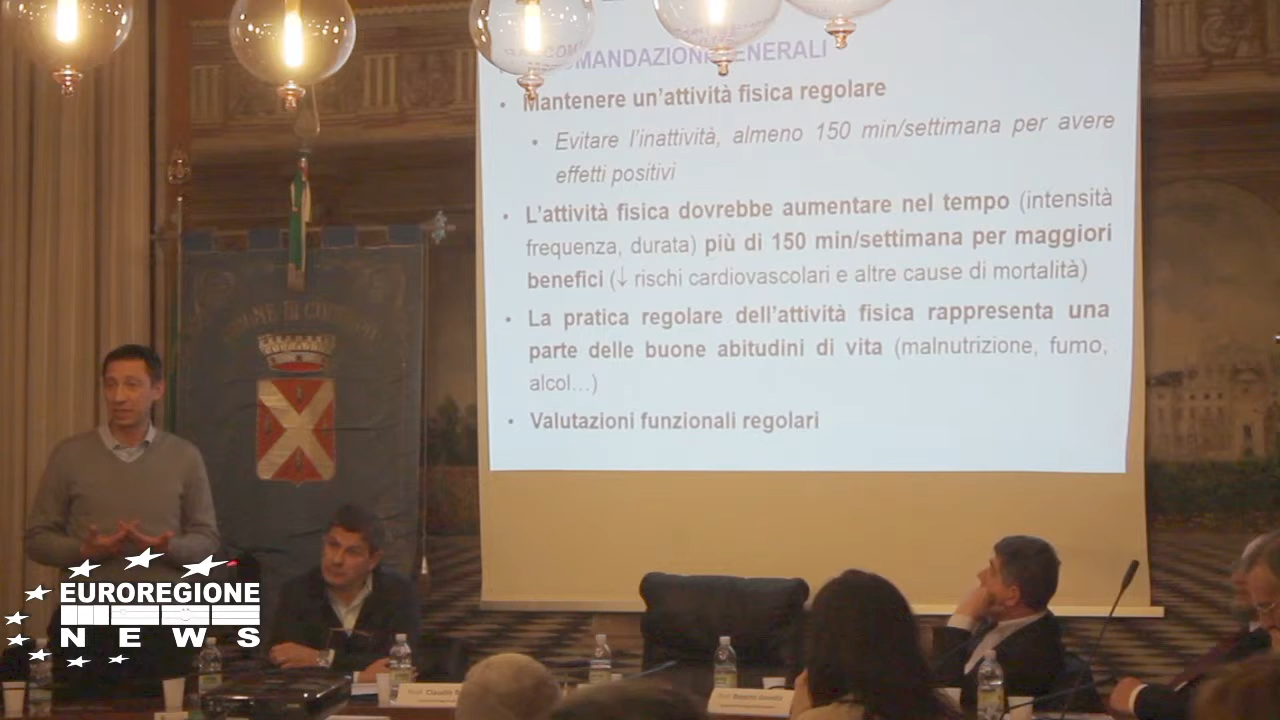 Mantenere un'attività fisica regolare
Evitare l'inattività, almeno 150 min/settimana per avere
effetti positivi
L'attività fisica dovrebbe aumentare nel tempo (intensità
frequenza, durata) più di 150 min/settimana per maggiori
benefici (↓ rischi cardiovascolari e altre cause di mortalità)
La pratica regolare dell'attività fisica rappresenta una
parte delle buone abitudini di vita (malnutrizione, fumo,
alcol...)
Valutazioni funzionali regolari
EUROREGIONE
NEWS